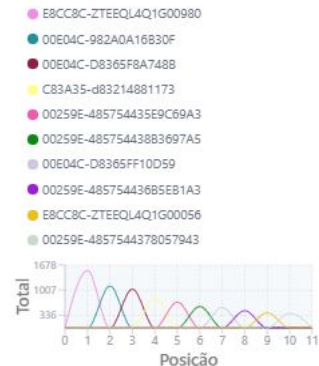 E8CC8C-ZTEEQL4Q1G00980
00E04C-982A0A16B30F
00E04C-D8365F8A748B
C83A35-d83214881173
00259E-485754435E9C69A3
00259E-485754438B3697A5
00E04C-D8365FF10D59
00259E-485754436B5EB1A3
E8CC8C-ZTEEQL4Q1G00056
00259E-4857544378057943
1678
1008
336
Total
0 1 2 3 4 5 6 7 8 9 10 11
Posição